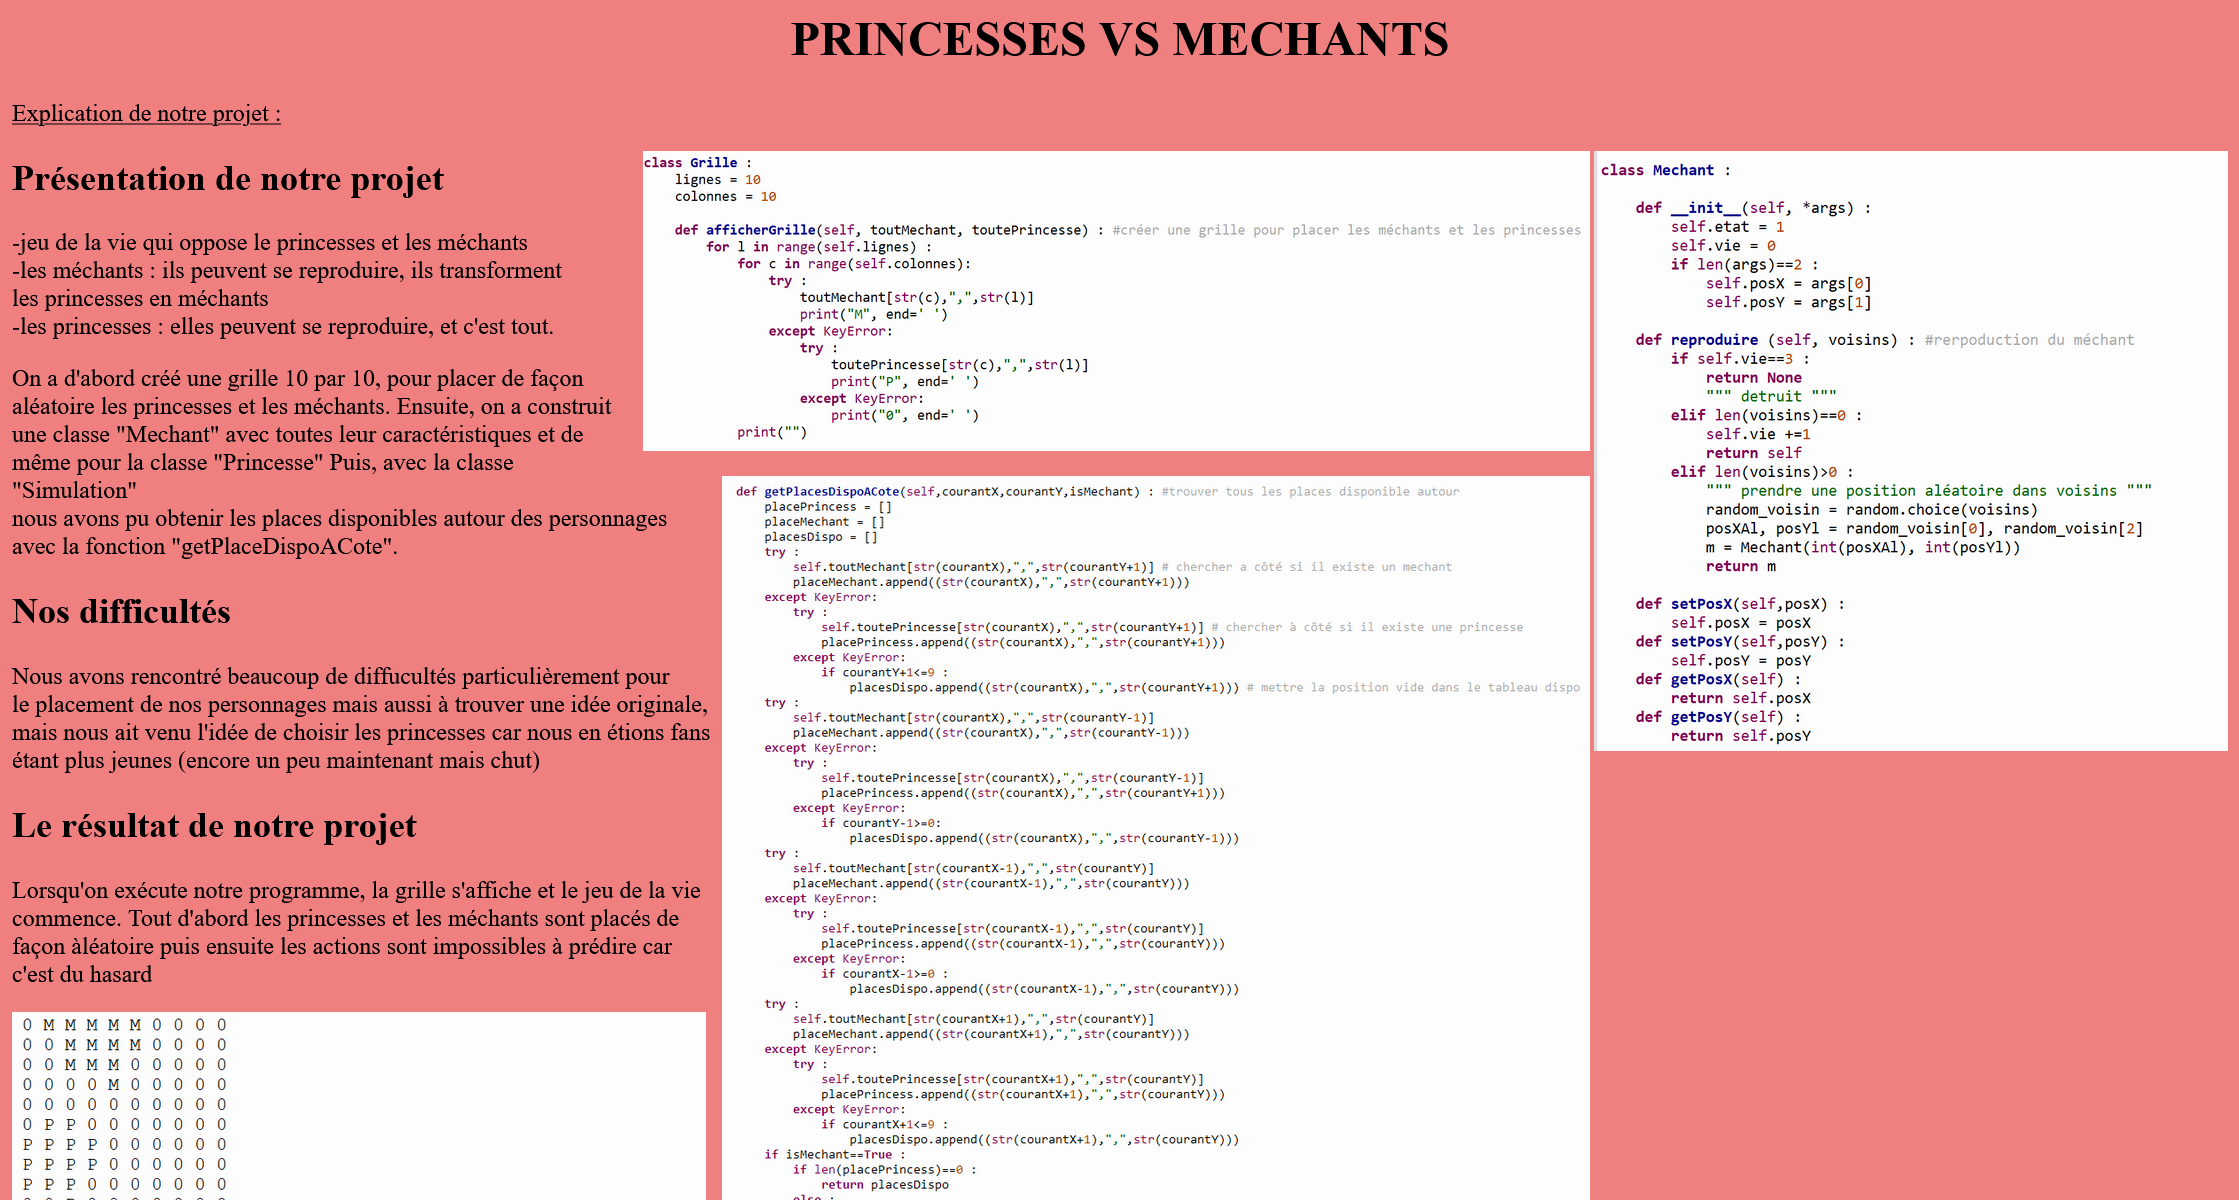 PRINCESSES VS MECHANTS
Explication de notre projet :
Présentation de notre projet
-jeu de la vie qui oppose le princesses et les méchants
-les méchants : ils peuvent se reproduire, ils transforment
les princesses en méchants
-les princesses : elles peuvent se reproduire, et c'est tout.
On a d'abord créé une grille 10 par 10, pour placer de façon
aléatoire les princesses et les méchants. Ensuite, on a construit
une classe "Mechant" avec toutes leur caractéristiques et de
même pour la classe "Princesse" Puis, avec la classe
"Simulation"
nous avons pu obtenir les places disponibles autour des personnages
avec la fonction "getPlaceDispoACote".
Nos difficultés
Nous avons rencontré beaucoup de diffucultés particulièrement pour
le placement de nos personnages mais aussi à trouver une idée originale,
mais nous ait venu l'idée de choisir les princesses car nous en étions fans
étant plus jeunes (encore un peu maintenant mais chut)
Le résultat de notre projet
Lorsqu'on exécute notre programme, la grille s'affiche et le jeu de la vie
commence. Tout d'abord les princesses et les méchants sont placés de
façon àléatoire puis ensuite les actions sont impossibles à prédire car
c'est du hasard
0 M M M M M 0 0 0 0
0 0 M M M M 0 0 0 0
0 0 M M M 0 0 0 0 0
0 0 0 0 M 0 0 0 0 0
0 0 0 0 0 0 0 0 0 0
0 P P 0 0 0 0 0 0 0
P P P P 0 0 0 0 0 0
P P P P 0 0 0 0 0 0
P P P 0 0 0 0 0 0 0
class Grille :
lignes = 10
colonnes = 10
def afficherGrille(self, toutMechant, toutePrincesse) : #créer une grille pour placer les méchants et les princesses
for l in range(self.lignes) :
for c in range(self.colonnes):
try :
toutMechant[str(c),",",str(l)]
print("M", end=' ')
except KeyError:
try :
toutePrincesse[str(c),",",str(l)]
print("P", end=' ')
except KeyError:
print("0", end=' ')
print("")
def getPlacesDispoACote(self,courantX,courantY,isMechant) : #trouver tous les places disponible autour
placePrincess = []
placeMechant = []
placesDispo = []
try :
self.toutMechant[str(courantX),",",str(courantY+1)] # chercher a côté si il existe un mechant
placeMechant.append((str(courantX),",",str(courantY+1)))
except KeyError:
try :
self.toutePrincesse[str(courantX),",",str(courantY+1)] # chercher à côté si il existe une princesse
placePrincess.append((str(courantX),",",str(courantY+1)))
except KeyError:
if courantY+1<=9 :
placesDispo.append((str(courantX),",",str(courantY+1))) # mettre la position vide dans le tableau dispo
try :
self.toutMechant[str(courantX),",",str(courantY-1)]
placeMechant.append((str(courantX),",",str(courantY-1)))
except KeyError:
try :
self.toutePrincesse[str(courantX),",",str(courantY-1)]
placePrincess.append((str(courantX),",",str(courantY+1)))
except KeyError:
if courantY-1>=0:
placesDispo.append((str(courantX),",",str(courantY-1)))
try :
self.toutMechant[str(courantX-1),",",str(courantY)]
placeMechant.append((str(courantX-1),",",str(courantY)))
except KeyError:
try :
self.toutePrincesse[str(courantX-1),",",str(courantY)]
placePrincess.append((str(courantX-1),",",str(courantY)))
except KeyError:
if courantX-1>=0 :
placesDispo.append((str(courantX-1),",",str(courantY)))
try :
self.toutMechant[str(courantX+1),",",str(courantY)]
placeMechant.append((str(courantX+1),",",str(courantY)))
except KeyError:
try :
self.toutePrincesse[str(courantX+1),",",str(courantY)]
placePrincess.append((str(courantX+1),",",str(courantY)))
except KeyError:
if courantX+1<=9 :
placesDispo.append((str(courantX+1),",",str(courantY)))
if isMechant==True :
if len(placePrincess)==0 :
return placesDispo
else :
class Mechant :
def __init__(self, *args) :
self.etat = 1
self.vie = 0
if len(args)==2 :
self.posX = args[0]
self.posY = args[1]
def reproduire (self, voisins) : #rerpoduction du méchant
if self.vie==3 :
return None
""" detruit """
elif len(voisins)==0 :
self.vie +=1
return self
elif len(voisins)>0 :
""" prendre une position aléatoire dans voisins """
random_voisin = random.choice(voisins)
posXAl, posYl = random_voisin[0], random_voisin[2]
m = Mechant(int(posXAl), int(posYl))
return m
def setPosX(self,posX) :
self.posX = posX
def setPosY(self,posY) :
self.posY = posY
def getPosX(self) :
return self.posX
def getPosY(self) :
return self.posY